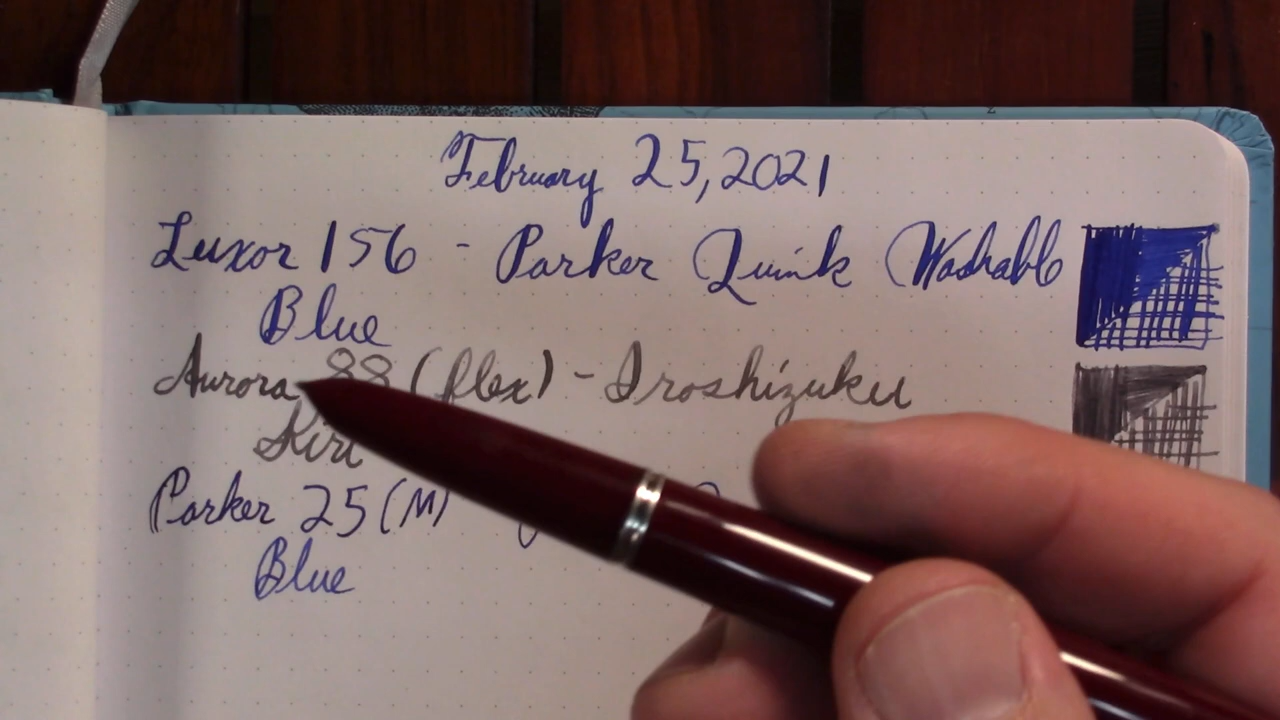 February 25, 2021
Luxor 156 - Parker Quink Washable
Blue
Aurora 88 (flex) - Iroshizuku
Kiri
Parker 25 (M)
Blue